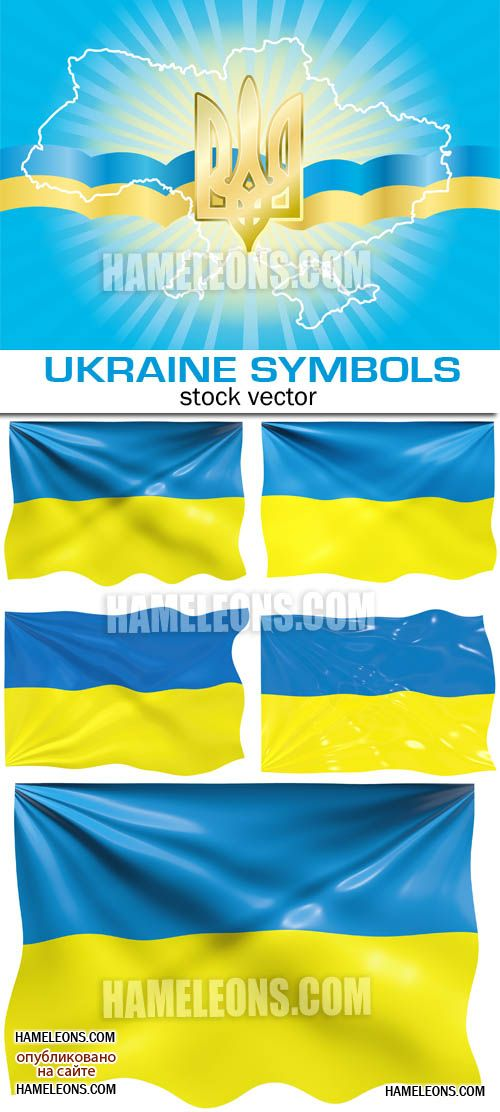 HAMELEONS.COM
UKRAINE SYMBOLS
stock vector
HAMELEONS.COM
HAMELEONS.COM
HAMELEONS.COM
опубликовано
на сайте
HAMELEONS.COM
HAMELEONS.COM